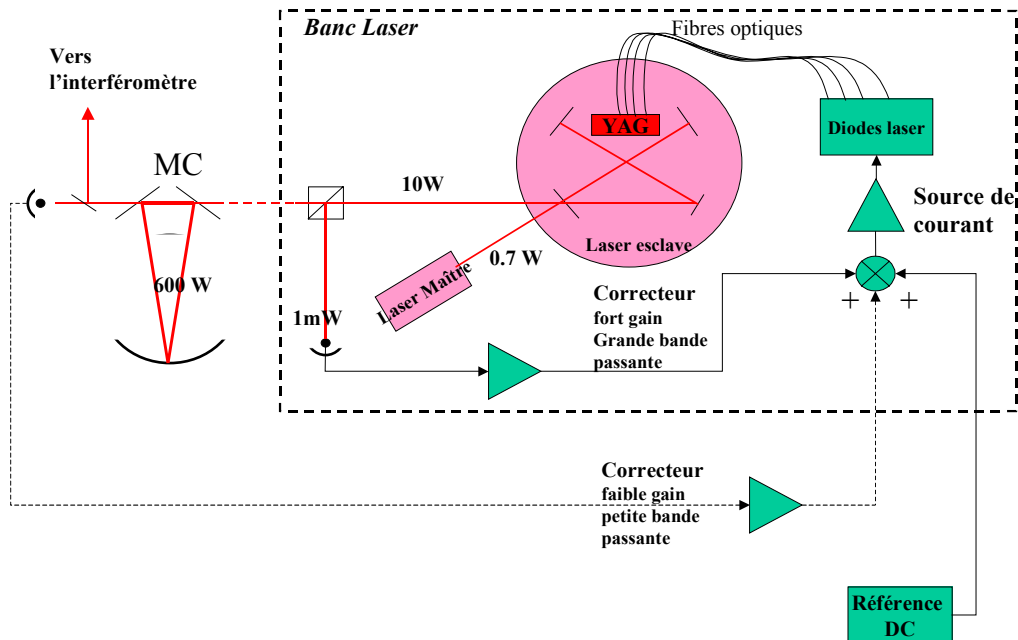 Banc Laser
Fibres optiques
Vers
l'interféromètre
YAG
Diodes laser
MC
10W
Source de
courant
Laser esclave
0.7 W
600 W
Laser Maître
1mW
Correcteur
fort gain
Grande bande
passante
+
+
Correcteur
faible gain
petite bande
passante
Référence
DC